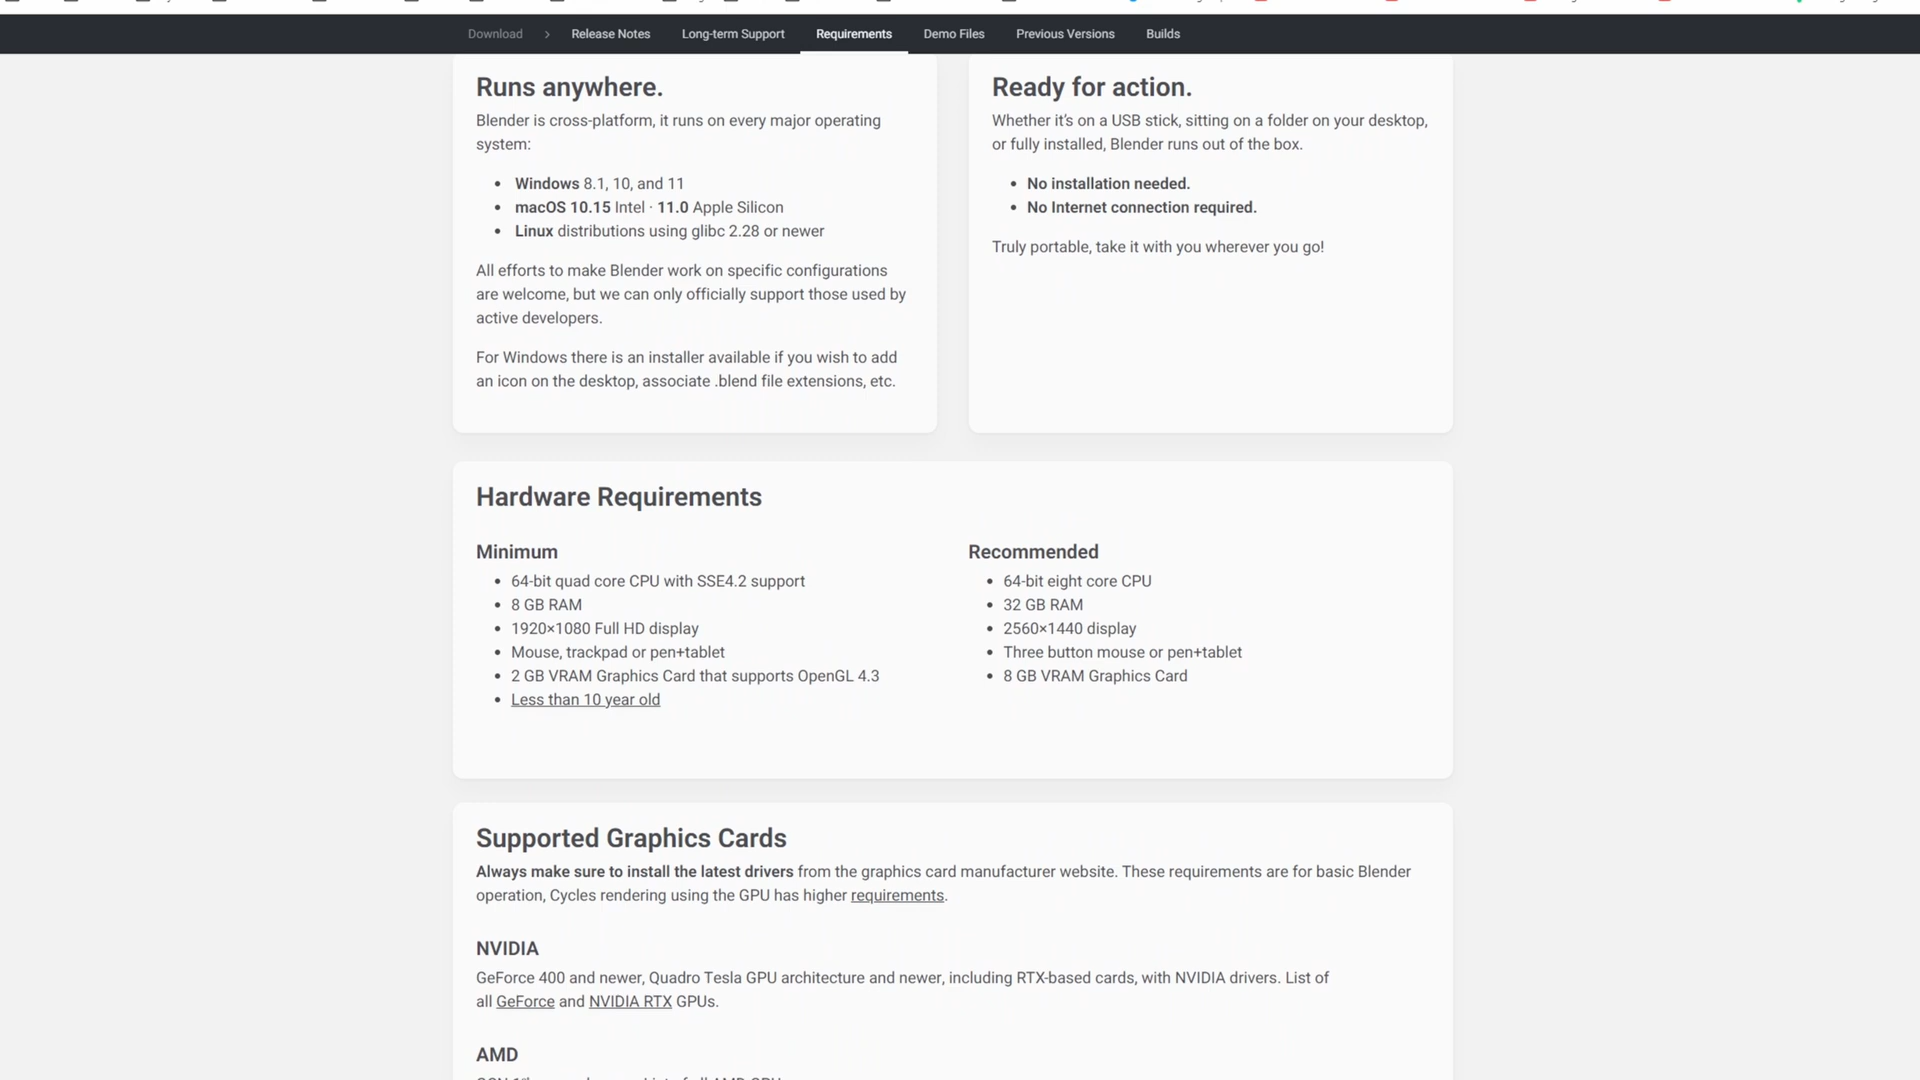 Download > Release Notes Long-term Support Requirements Demo Files Previous Versions Builds
Runs anywhere.
Blender is cross-platform, it runs on every major operating
system:
• Windows 8.1, 10, and 11
• macOS 10.15 Intel · 11.0 Apple Silicon
• Linux distributions using glibc 2.28 or newer
All efforts to make Blender work on specific configurations
are welcome, but we can only officially support those used by
active developers.
For Windows there is an installer available if you wish to add
an icon on the desktop, associate .blend file extensions, etc.
Ready for action.
Whether it's on a USB stick, sitting on a folder on your desktop,
or fully installed, Blender runs out of the box.
• No installation needed.
• No Internet connection required.
Truly portable, take it with you wherever you go!
Hardware Requirements
Minimum
• 64-bit quad core CPU with SSE4.2 support
• 8 GB RAM
• 1920×1080 Full HD display
• Mouse, trackpad or pen+tablet
• 2 GB VRAM Graphics Card that supports OpenGL 4.3
• Less than 10 year old
Recommended
• 64-bit eight core CPU
• 32 GB RAM
• 2560×1440 display
• Three button mouse or pen+tablet
• 8 GB VRAM Graphics Card
Supported Graphics Cards
Always make sure to install the latest drivers from the graphics card manufacturer website. These requirements are for basic Blender
operation, Cycles rendering using the GPU has higher requirements.
NVIDIA
GeForce 400 and newer, Quadro Tesla GPU architecture and newer, including RTX-based cards, with NVIDIA drivers. List of
all GeForce and NVIDIA RTX GPUs.
AMD